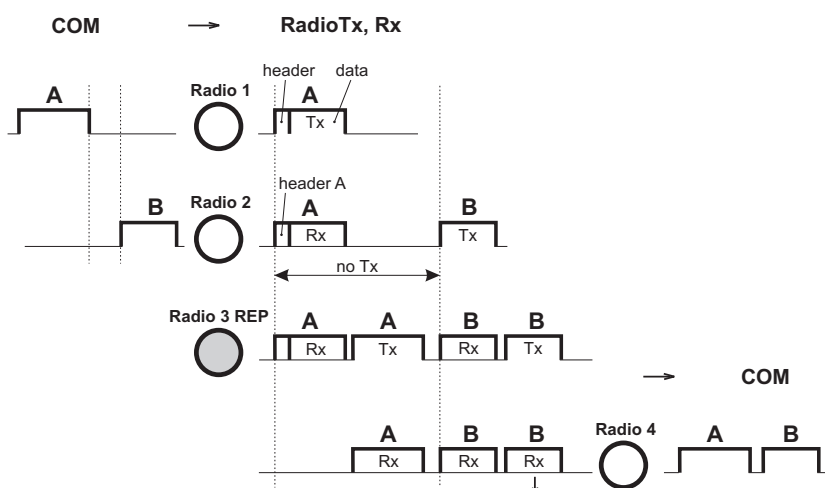 COM → RadioTx, Rx
header data
A Radio 1 A
Tx
header A
B Radio 2 A B
Rx Tx
no Tx
Radio 3 REP A A B B
Rx Tx Rx Tx
→ COM
A B B Radio 4 A B
Rx Rx Rx